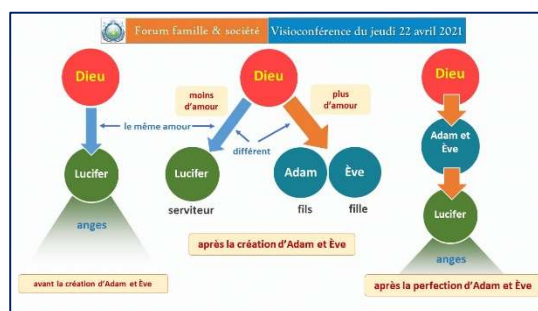 Forum famille & société
Visioconférence du jeudi 22 avril 2021
Dieu
Lucifer
anges
avant la création d'Adam et Ève
le même amour
Dieu
moins d'amour
plus d'amour
différent
Lucifer
serviteur
Adam
fils
Ève
fille
après la création d'Adam et Ève
Dieu
Adam et Ève
Lucifer
anges
après la perfection d'Adam et Ève